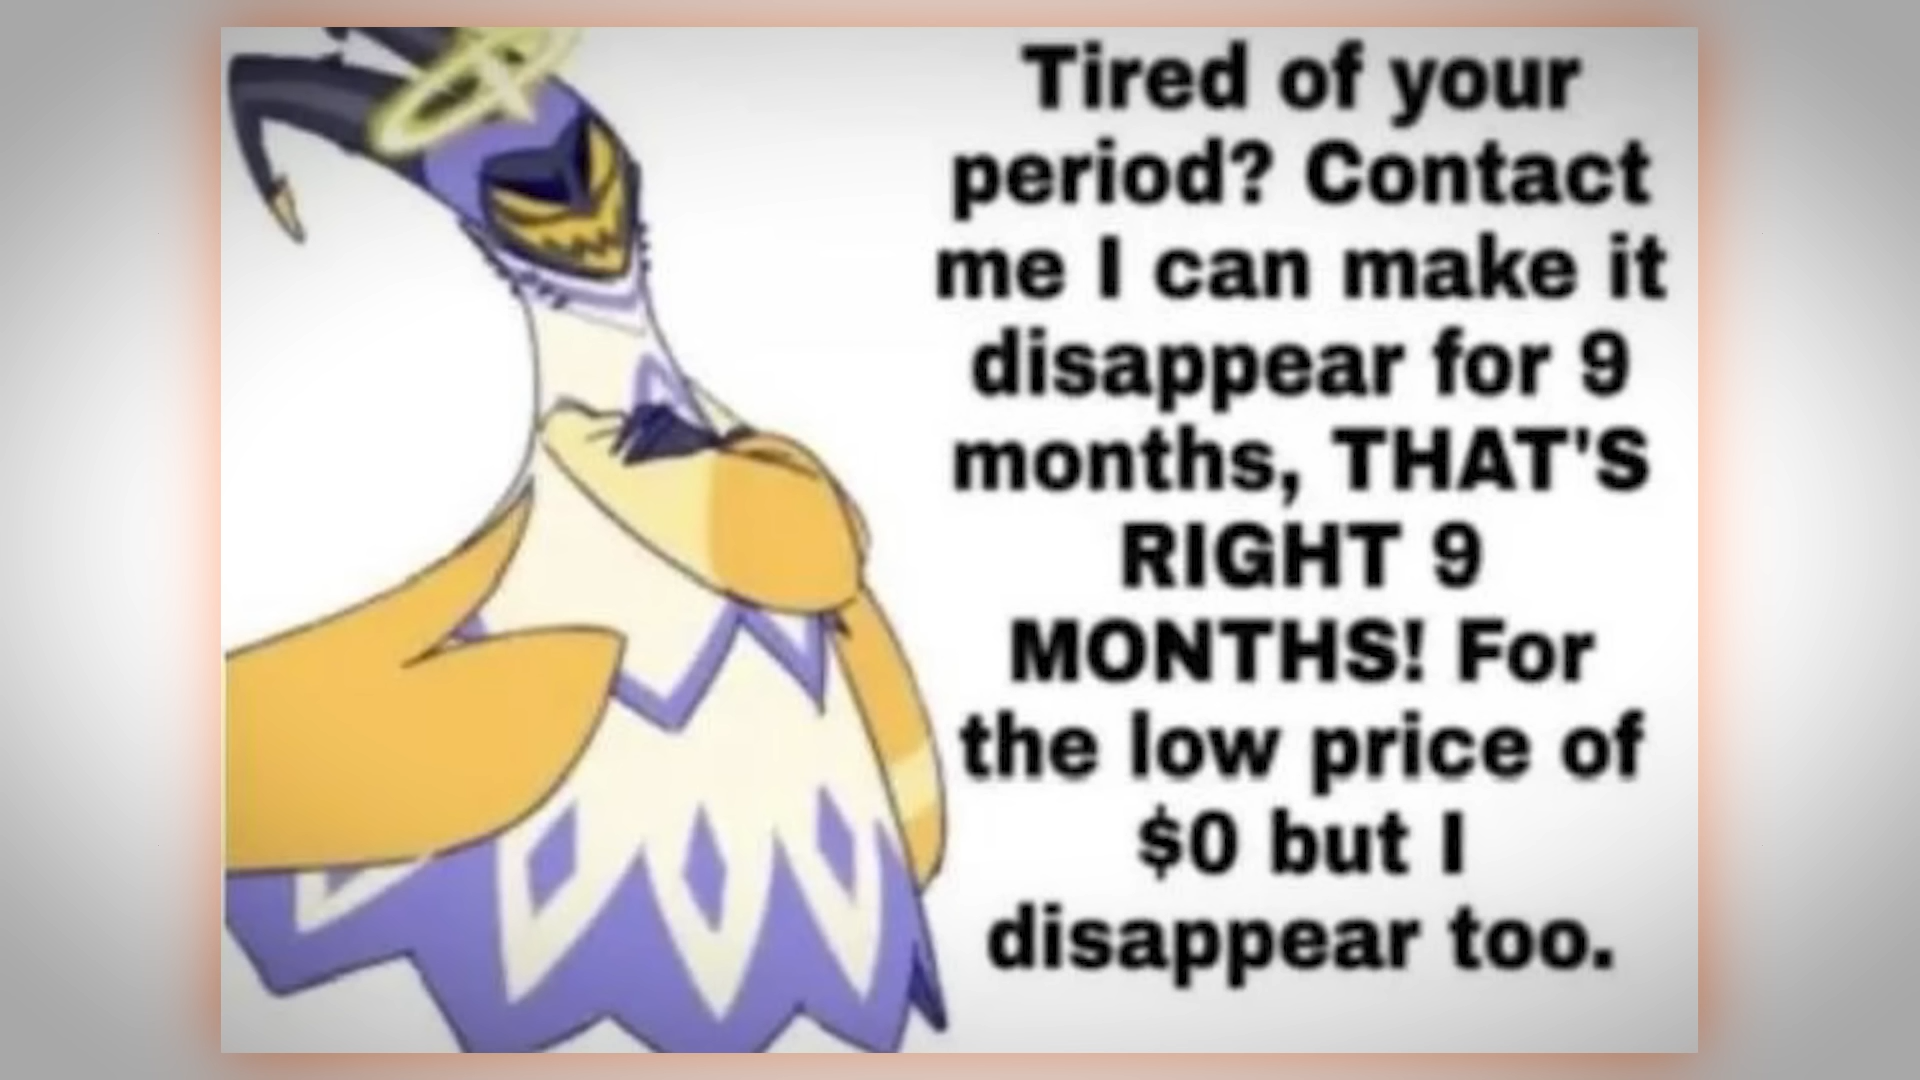 Tired of your
period? Contact
me I can make it
disappear for 9
months, THAT'S
RIGHT 9
MONTHS! For
the low price of
$0 but I
disappear too.